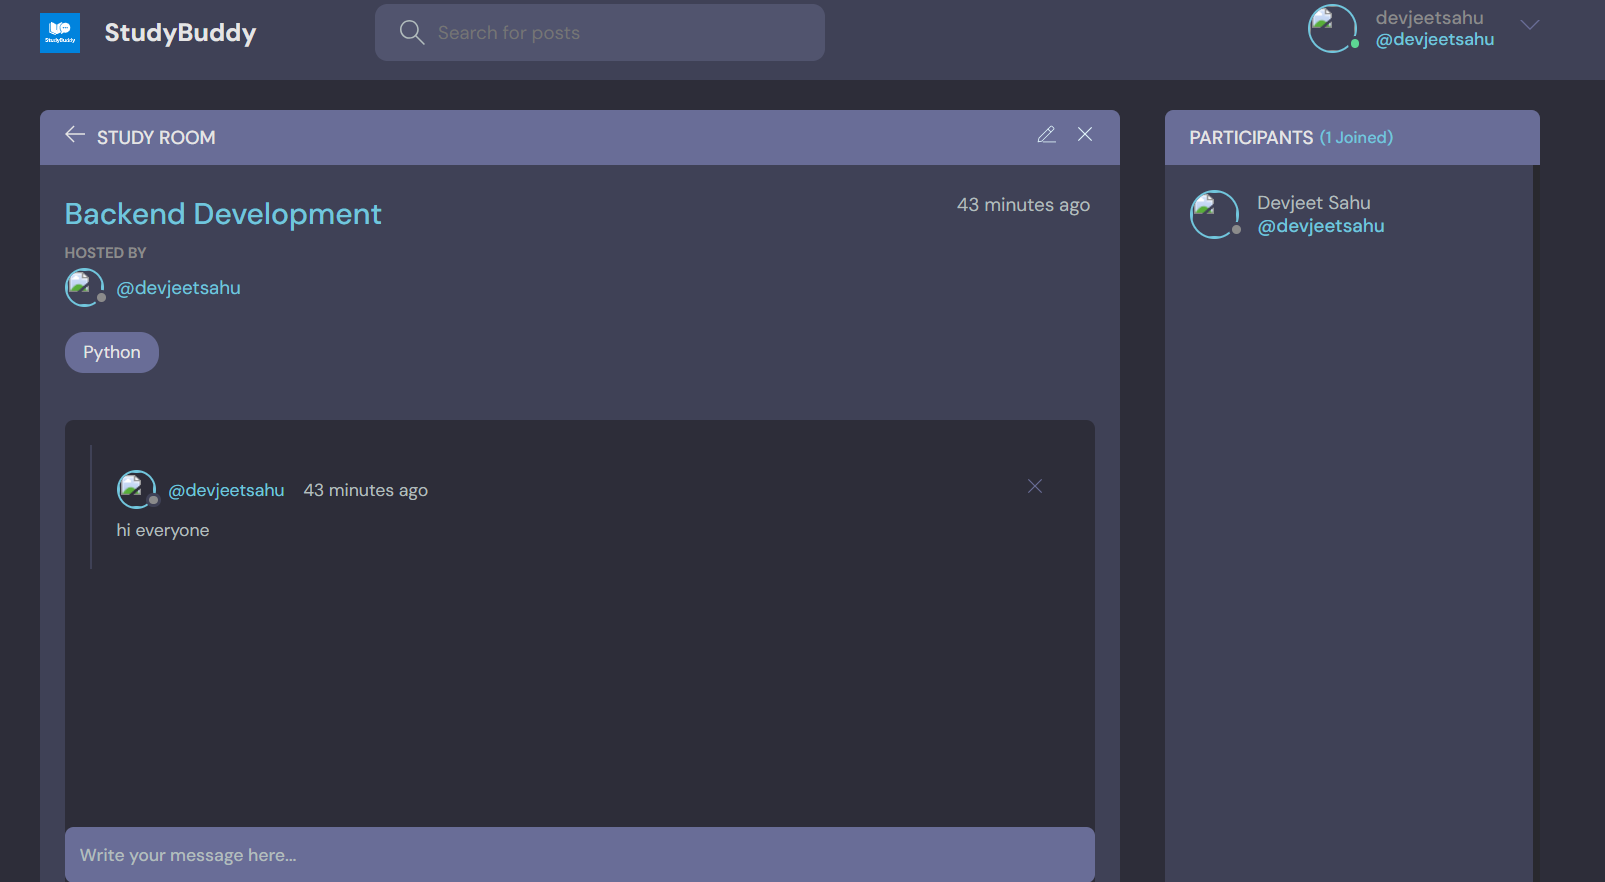 StudyBuddy
StudyBuddy
Search for posts
devjeetsahu
@devjeetsahu
STUDY ROOM
Backend Development
43 minutes ago
HOSTED BY
@devjeetsahu
Python
@devjeetsahu 43 minutes ago
hi everyone
Write your message here...
PARTICIPANTS (1 Joined)
Devjeet Sahu
@devjeetsahu